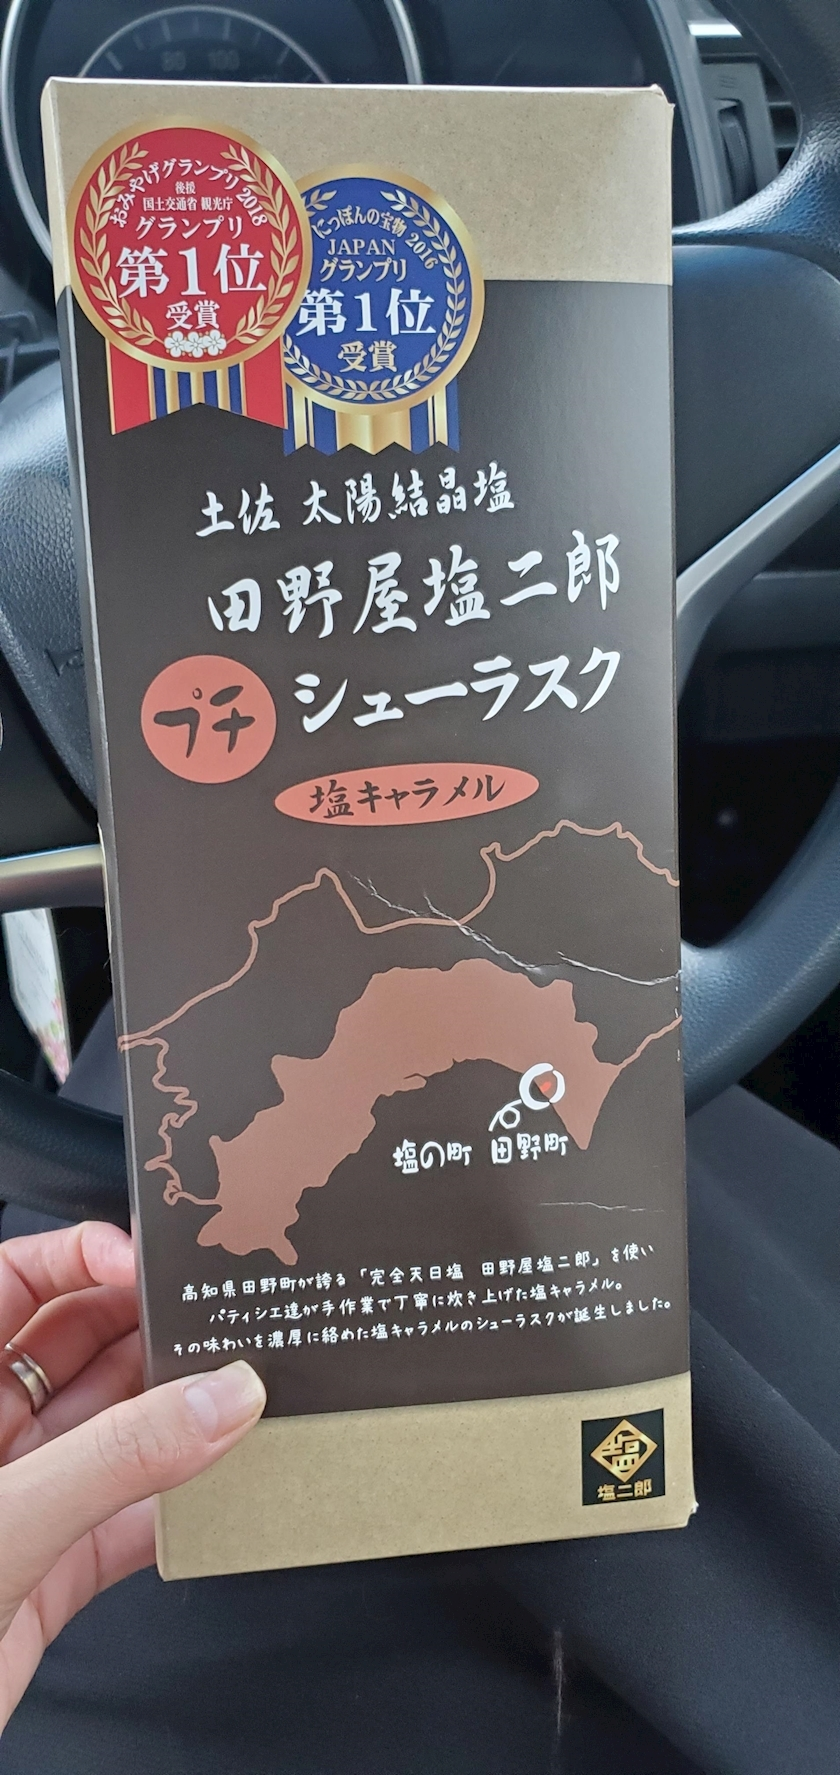 おみやげグランプリ 2018
後援
国土交通省 観光庁
グランプリ
第1位
受賞
にっぽんの宝物 2016
JAPAN
グランプリ
第1位
受賞
土佐 太陽結晶塩
田野屋塩二郎
プチ シューラスク
塩キャラメル
塩の町 田野町
高知県田野町が誇る「完全天日塩 田野屋塩二郎」を使い
パティシエ達が手作業で丁寧に炊き上げた塩キャラメル。
その味わいを濃厚に絡めた塩キャラメルのシューラスクが誕生しました。
塩
塩二郎